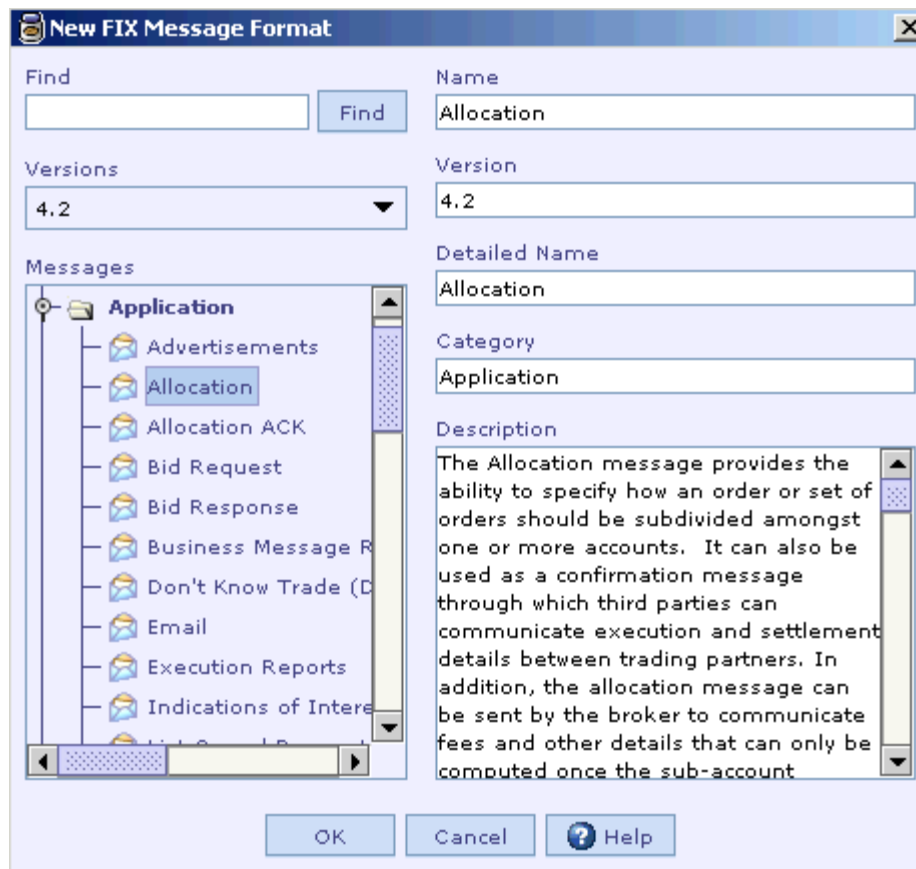 New FIX Message Format
Find
Find
Versions
4.2
Messages
Application
Advertisements
Allocation
Allocation ACK
Bid Request
Bid Response
Business Message R
Don't Know Trade (D
Email
Execution Reports
Indications of Intere
Name
Allocation
Version
4.2
Detailed Name
Allocation
Category
Application
Description
The Allocation message provides the
ability to specify how an order or set of
orders should be subdivided amongst
one or more accounts.  It can also be
used as a confirmation message
through which third parties can
communicate execution and settlement
details between trading partners. In
addition, the allocation message can
be sent by the broker to communicate
fees and other details that can only be
computed once the sub-account
OK
Cancel
Help